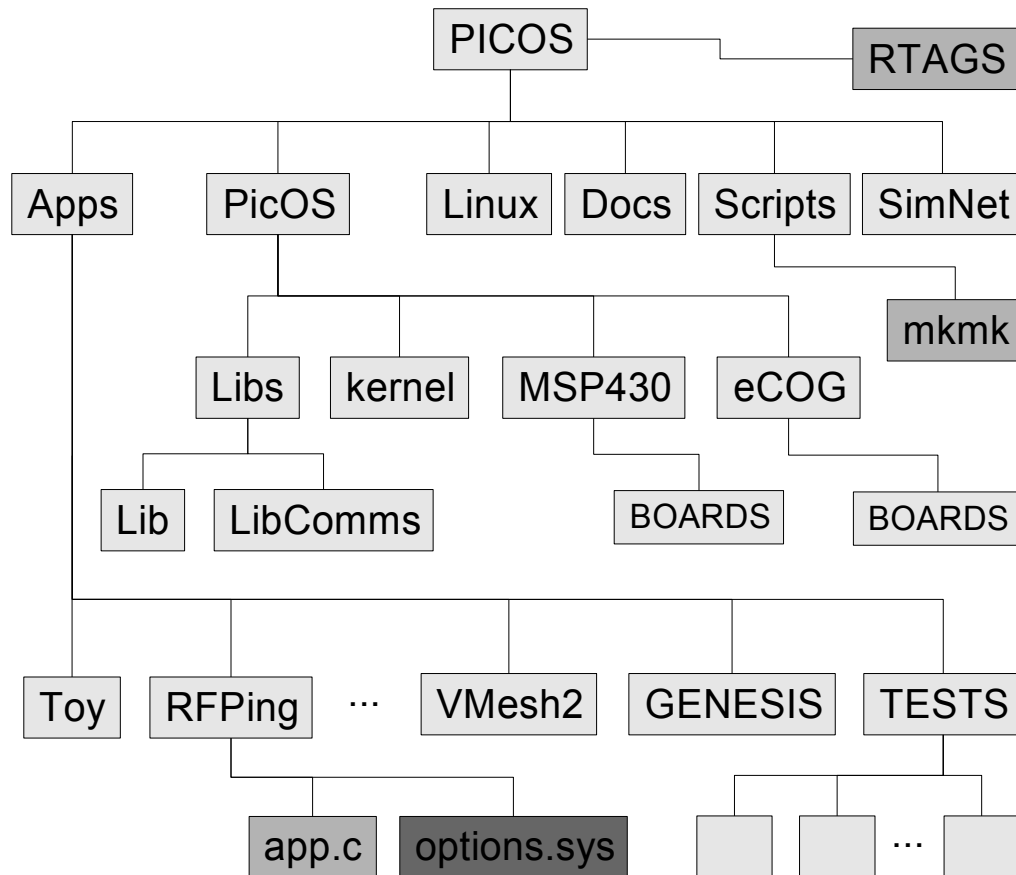 PICOS
RTAGS
Apps
PicOS
Linux
Docs
Scripts
SimNet
mkmk
Libs
kernel
MSP430
eCOG
Lib
LibComms
BOARDS
BOARDS
Toy
RFPing
...
VMesh2
GENESIS
TESTS
app.c
options.sys
...